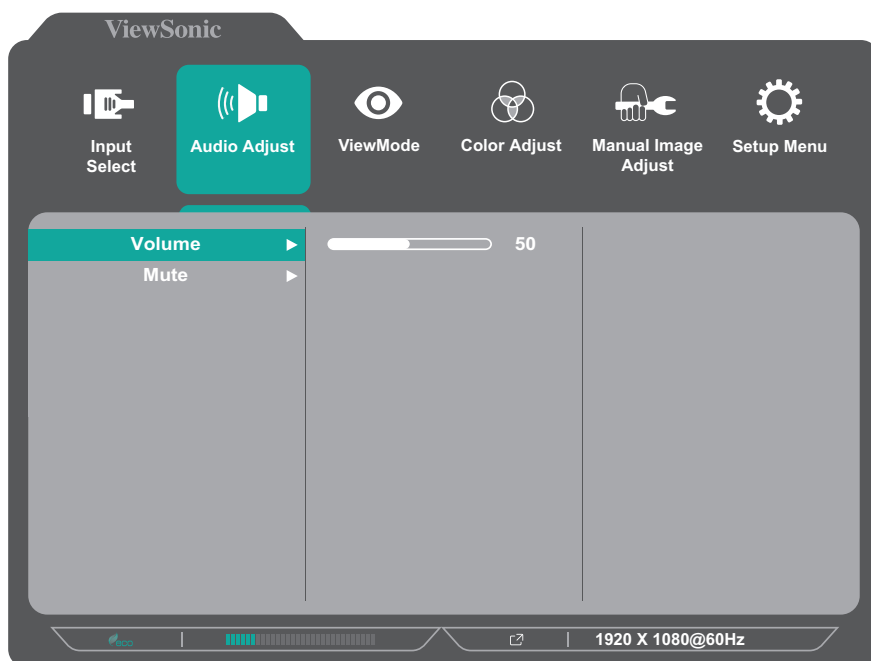 ViewSonic
Input
Select
Audio Adjust
ViewMode
Color Adjust
Manual Image
Adjust
Setup Menu
Volume
50
Mute
eco
1920 X 1080@60Hz